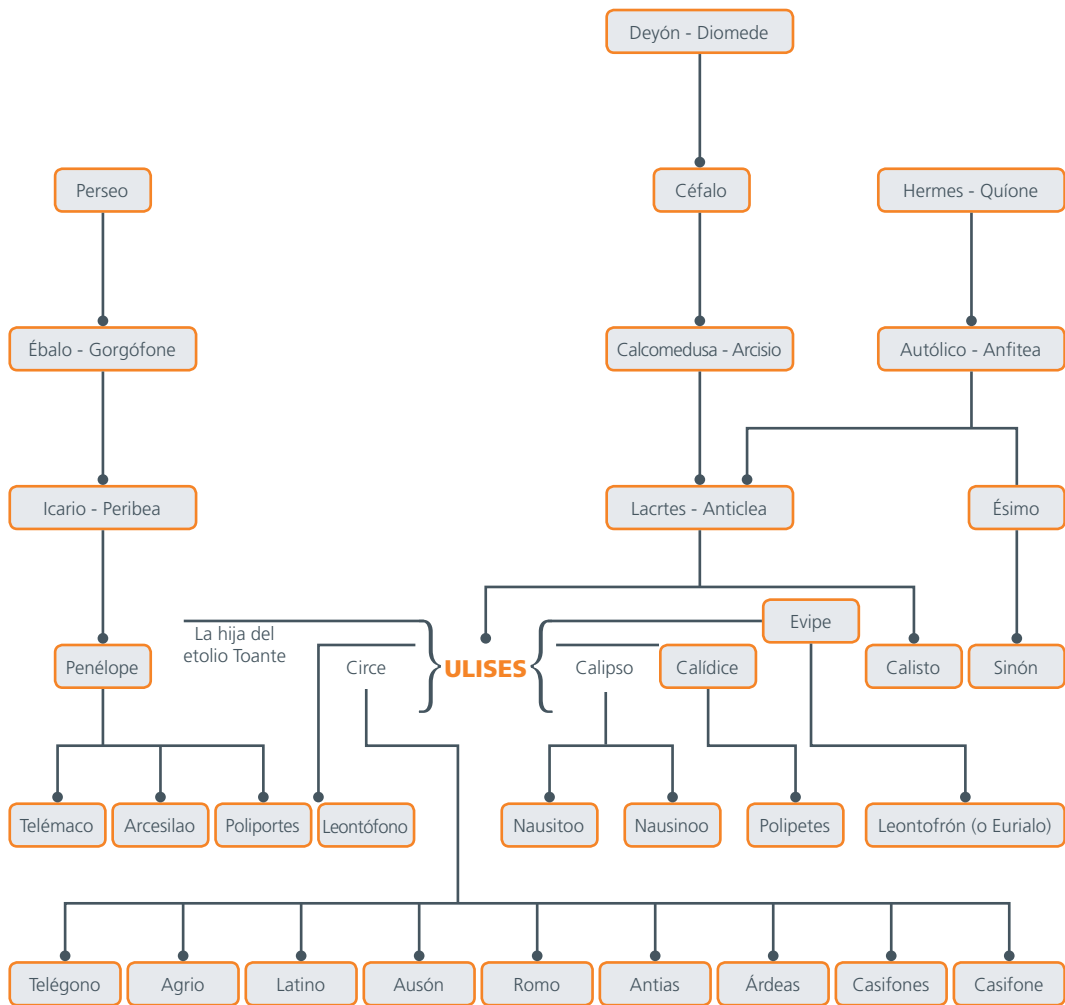 Deyón - Diomede
Perseo
Céfalo
Hermes - Quíone
Ébalo - Gorgófone
Calcomedusa - Arcisio
Autólico - Anfitea
Icario - Peribea
Lacrtes - Anticlea
Ésimo
La hija del
etolio Toante
Evipe
Penélope
Circe
ULISES
Calipso
Calídice
Calisto
Sinón
Telémaco
Arcesilao
Poliportes
Leontófono
Nausitoo
Nausinoo
Polipetes
Leontofrón (o Eurialo)
Telégono
Agrio
Latino
Ausón
Romo
Antias
Árdeas
Casifones
Casifone